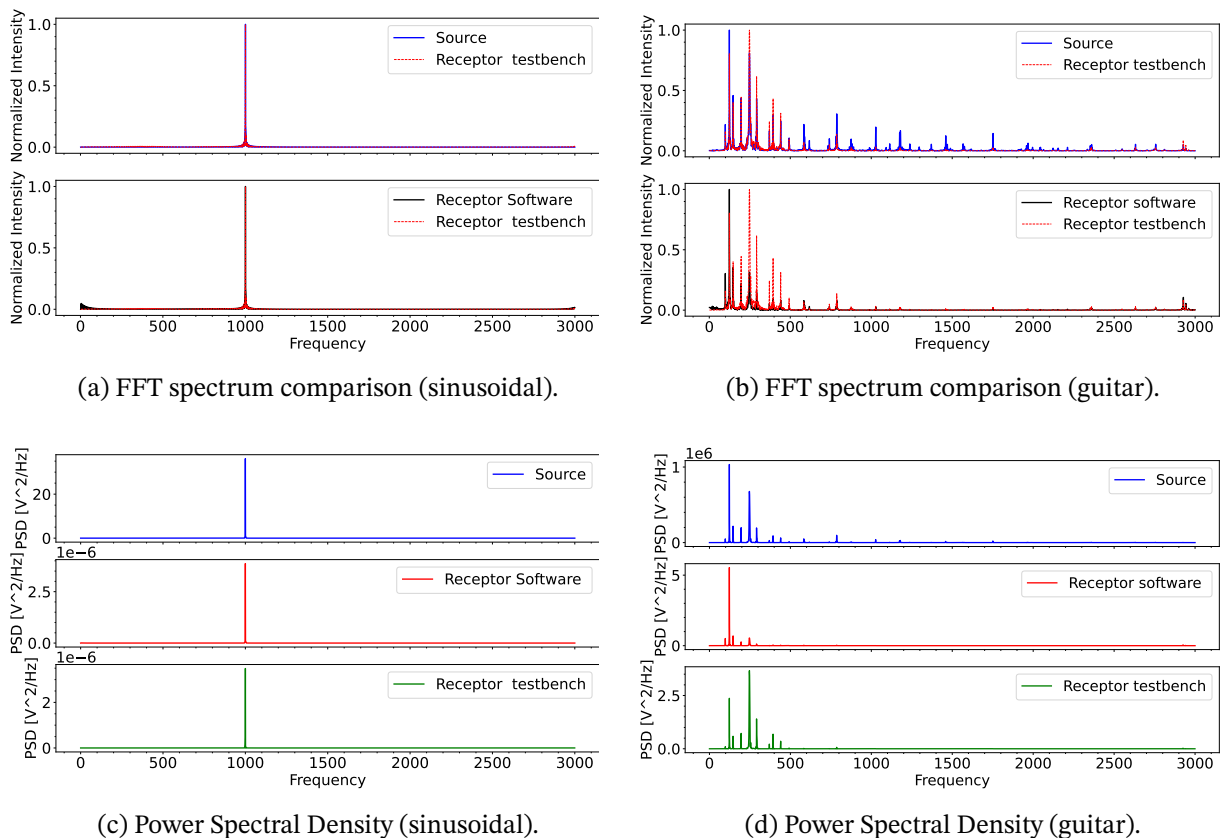 Normalized Intensity
1.0
0.5
0.0
Source
Receptor  testbench
Normalized Intensity
1.0
0.5
0.0
Receptor Software
Receptor  testbench
0 500 1000 1500 2000 2500 3000
Frequency
(a) FFT spectrum comparison (sinusoidal).
Normalized Intensity
1.0
0.5
0.0
Source
Receptor testbench
Normalized Intensity
1.0
0.5
0.0
Receptor software
Receptor testbench
0 500 1000 1500 2000 2500 3000
Frequency
(b) FFT spectrum comparison (guitar).
PSD [V^2/Hz]
20
0
Source
1e−6
PSD [V^2/Hz]
2.5
0.0
Receptor Software
1e−6
PSD [V^2/Hz]
2
0
Receptor  testbench
0 500 1000 1500 2000 2500 3000
Frequency
(c) Power Spectral Density (sinusoidal).
1e6
PSD [V^2/Hz]
1
0
Source
PSD [V^2/Hz]
5
0
Receptor software
PSD [V^2/Hz]
2.5
0.0
Receptor testbench
0 500 1000 1500 2000 2500 3000
Frequency
(d) Power Spectral Density (guitar).